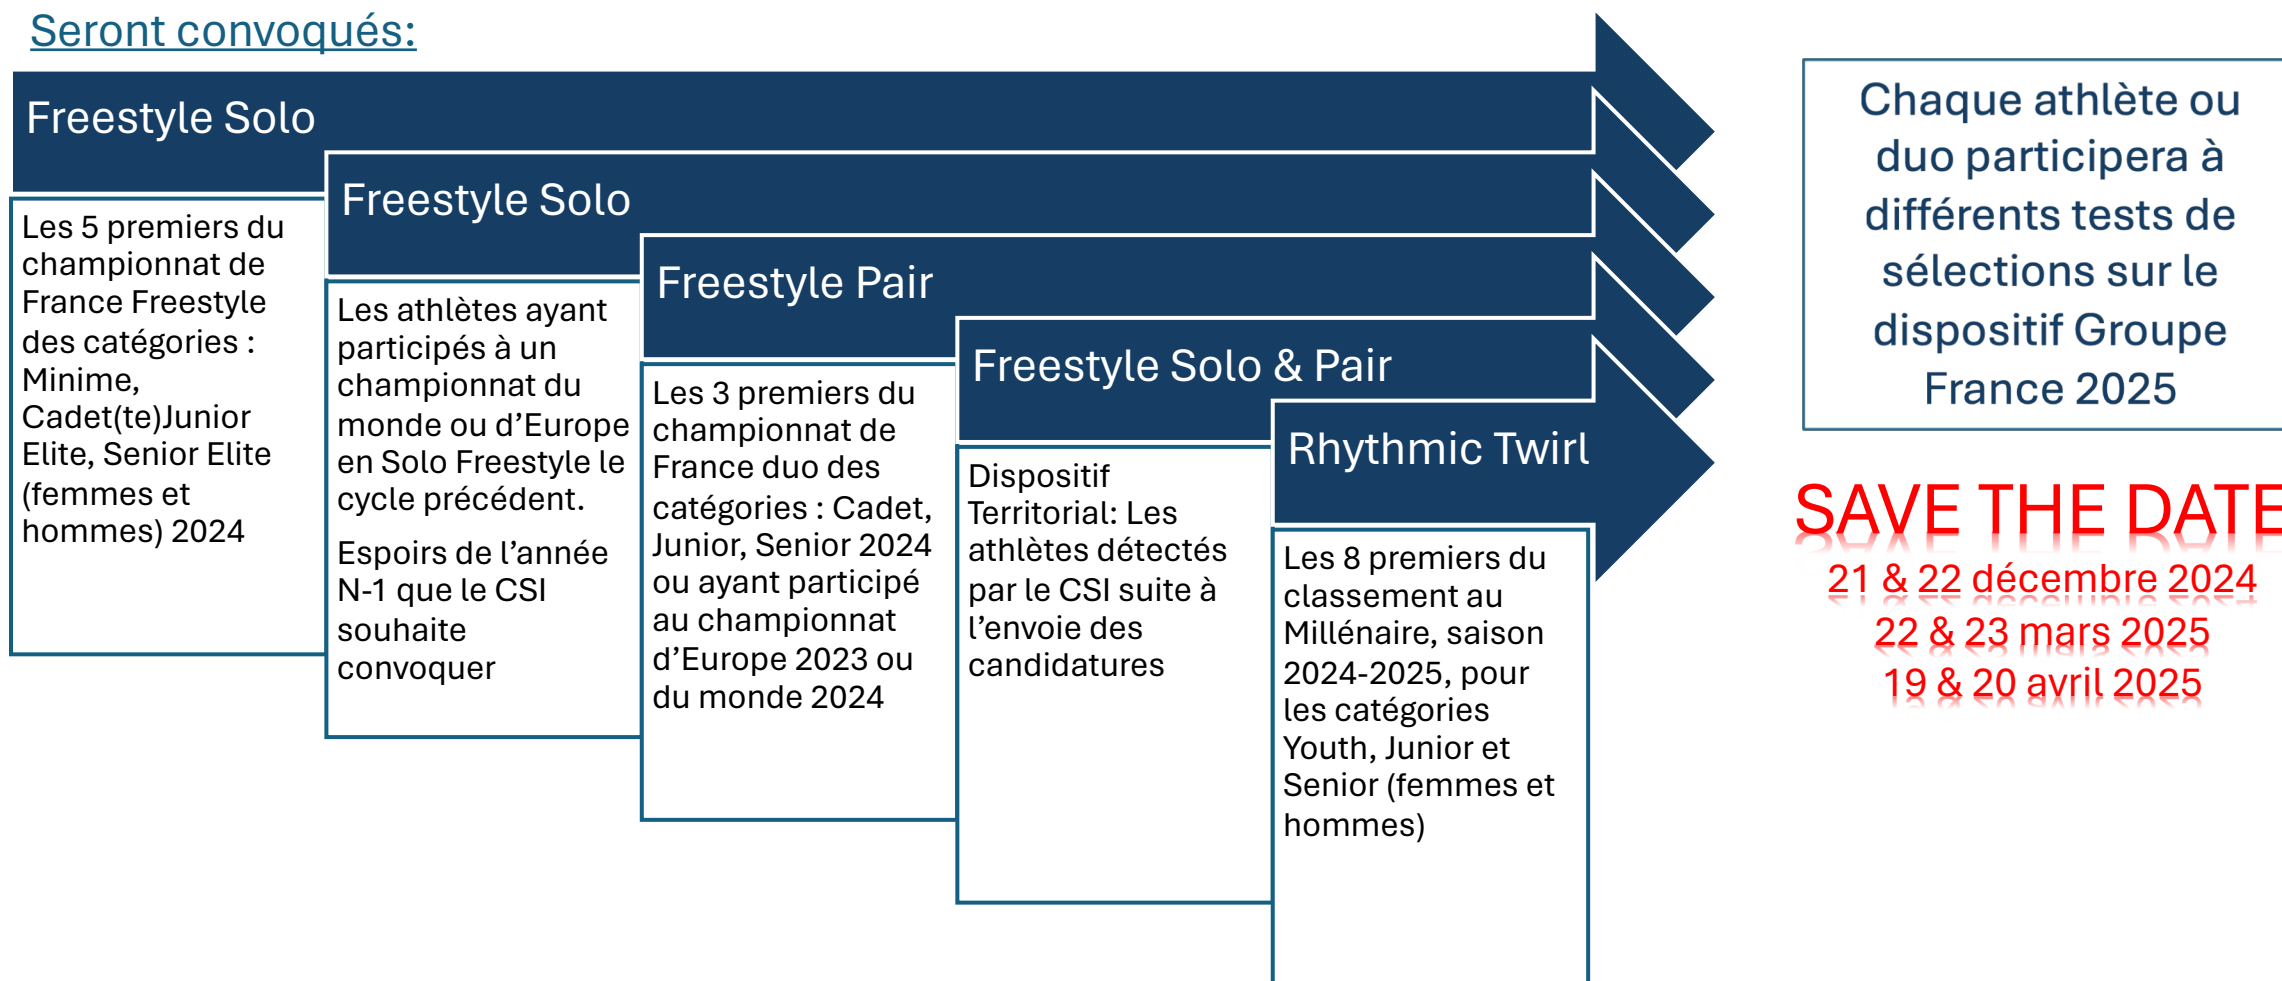 Seront convoqués:
Freestyle Solo
Les 5 premiers du
championnat de
France Freestyle
des catégories :
Minime,
Cadet(te)Junior
Elite, Senior Elite
(femmes et
hommes) 2024
Freestyle Solo
Les athlètes ayant
participés à un
championnat du
monde ou d'Europe
en Solo Freestyle le
cycle précédent.
Espoirs de l'année
N-1 que le CSI
souhaite
convoquer
Freestyle Pair
Les 3 premiers du
championnat de
France duo des
catégories : Cadet,
Junior, Senior 2024
ou ayant participé
au championnat
d'Europe 2023 ou
du monde 2024
Freestyle Solo & Pair
Dispositif
Territorial: Les
athlètes détectés
par le CSI suite à
l'envoie des
candidatures
Rhythmic Twirl
Les 8 premiers du
classement au
Millénaire, saison
2024-2025, pour
les catégories
Youth, Junior et
Senior (femmes et
hommes)
Chaque athlète ou
duo participera à
différents tests de
sélections sur le
dispositif Groupe
France 2025
SAVE THE DATE
21 & 22 décembre 2024
22 & 23 mars 2025
19 & 20 avril 2025